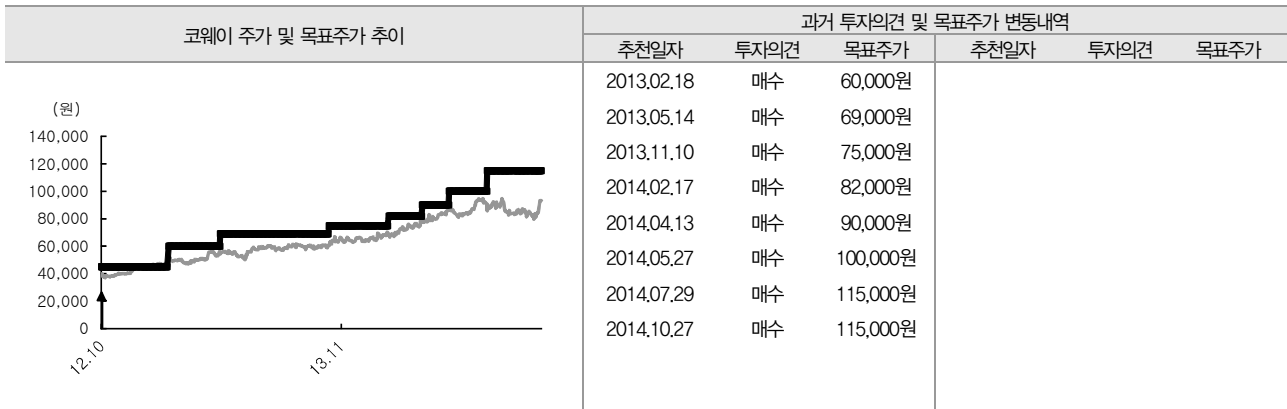 코웨이 주가 및 목표주가 추이
과거 투자의견 및 목표주가 변동내역
추천일자 투자의견 목표주가 추천일자 투자의견 목표주가
(원)
140,000
120,000
100,000
80,000
60,000
40,000
20,000
0
12.10
13.11
2013.02.18 매수 60,000원
2013.05.14 매수 69,000원
2013.11.10 매수 75,000원
2014.02.17 매수 82,000원
2014.04.13 매수 90,000원
2014.05.27 매수 100,000원
2014.07.29 매수 115,000원
2014.10.27 매수 115,000원